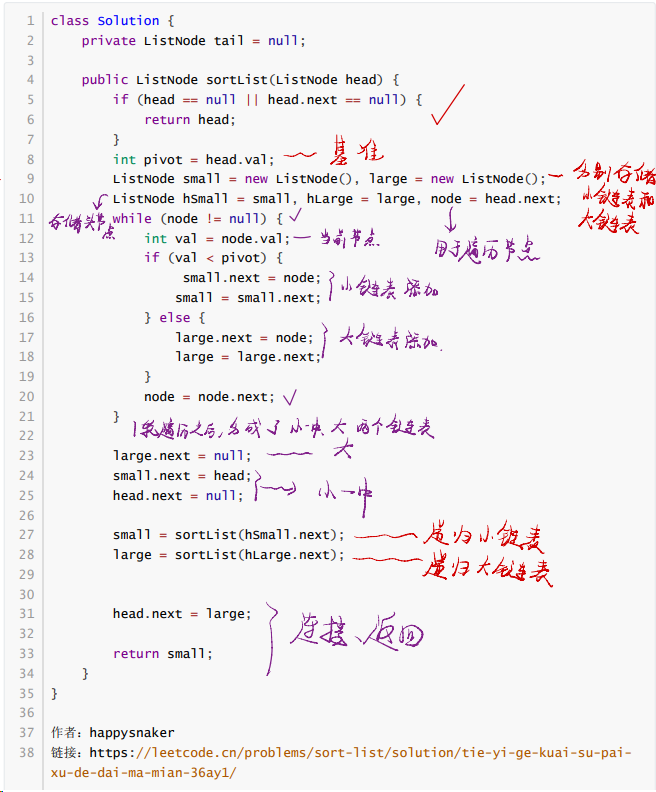 1 class Solution {
2 private ListNode tail = null;
3
4 public ListNode sortList(ListNode head) {
5 if (head == null || head.next == null) {
6 return head;
7 }
8 int pivot = head.val; 基准
9 ListNode small = new ListNode(), large = new ListNode(); 分别存储小链表和大链表
10 ListNode hSmall = small, hLarge = large, node = head.next;
存储头节点
11 while (node != null) {
12 int val = node.val; 当前节点 用于遍历节点
13 if (val < pivot) {
14 small.next = node;
15 small = small.next; 小链表添加
16 } else {
17 large.next = node; 大链表添加
18 large = large.next;
19 }
20 node = node.next;
21 }
22 1轮遍历之后,分成了 小-中 大 两个链表
23 large.next = null; 大
24 small.next = head;
25 head.next = null; 小-中
26
27 small = sortList(hSmall.next); 递归小链表
28 large = sortList(hLarge.next); 递归大链表
29
30
31 head.next = large;
32 连接、返回
33 return small;
34 }
35 }
36
37 作者：happysnaker
38 链接：https://leetcode.cn/problems/sort-list/solution/tie-yi-ge-kuai-su-pai-
xu-de-dai-ma-mian-36ay1/